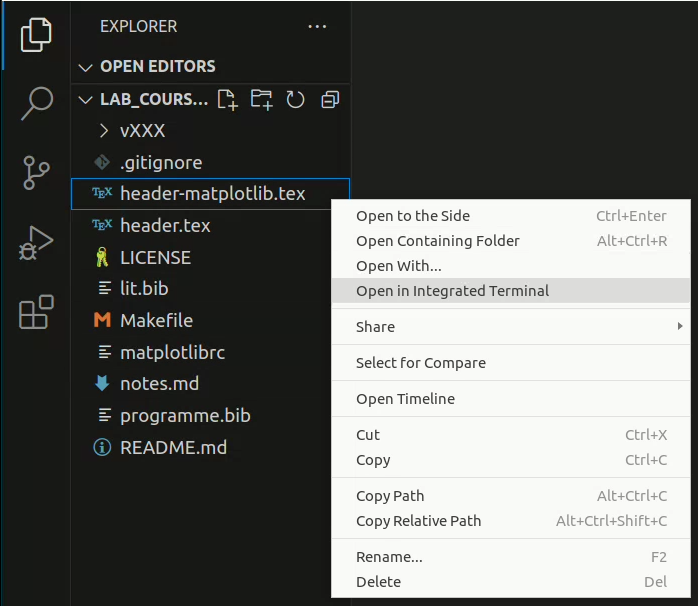 EXPLORER ···
OPEN EDITORS
LAB_COURS...
vXXX
.gitignore
TEX header-matplotlib.tex
TEX header.tex
LICENSE
lit.bib
Makefile
matplotlibrc
notes.md
programme.bib
README.md
Open to the Side Ctrl+Enter
Open Containing Folder Alt+Ctrl+R
Open With...
Open in Integrated Terminal
Share
Select for Compare
Open Timeline
Cut Ctrl+X
Copy Ctrl+C
Copy Path Alt+Ctrl+C
Copy Relative Path Alt+Ctrl+Shift+C
Rename... F2
Delete Del